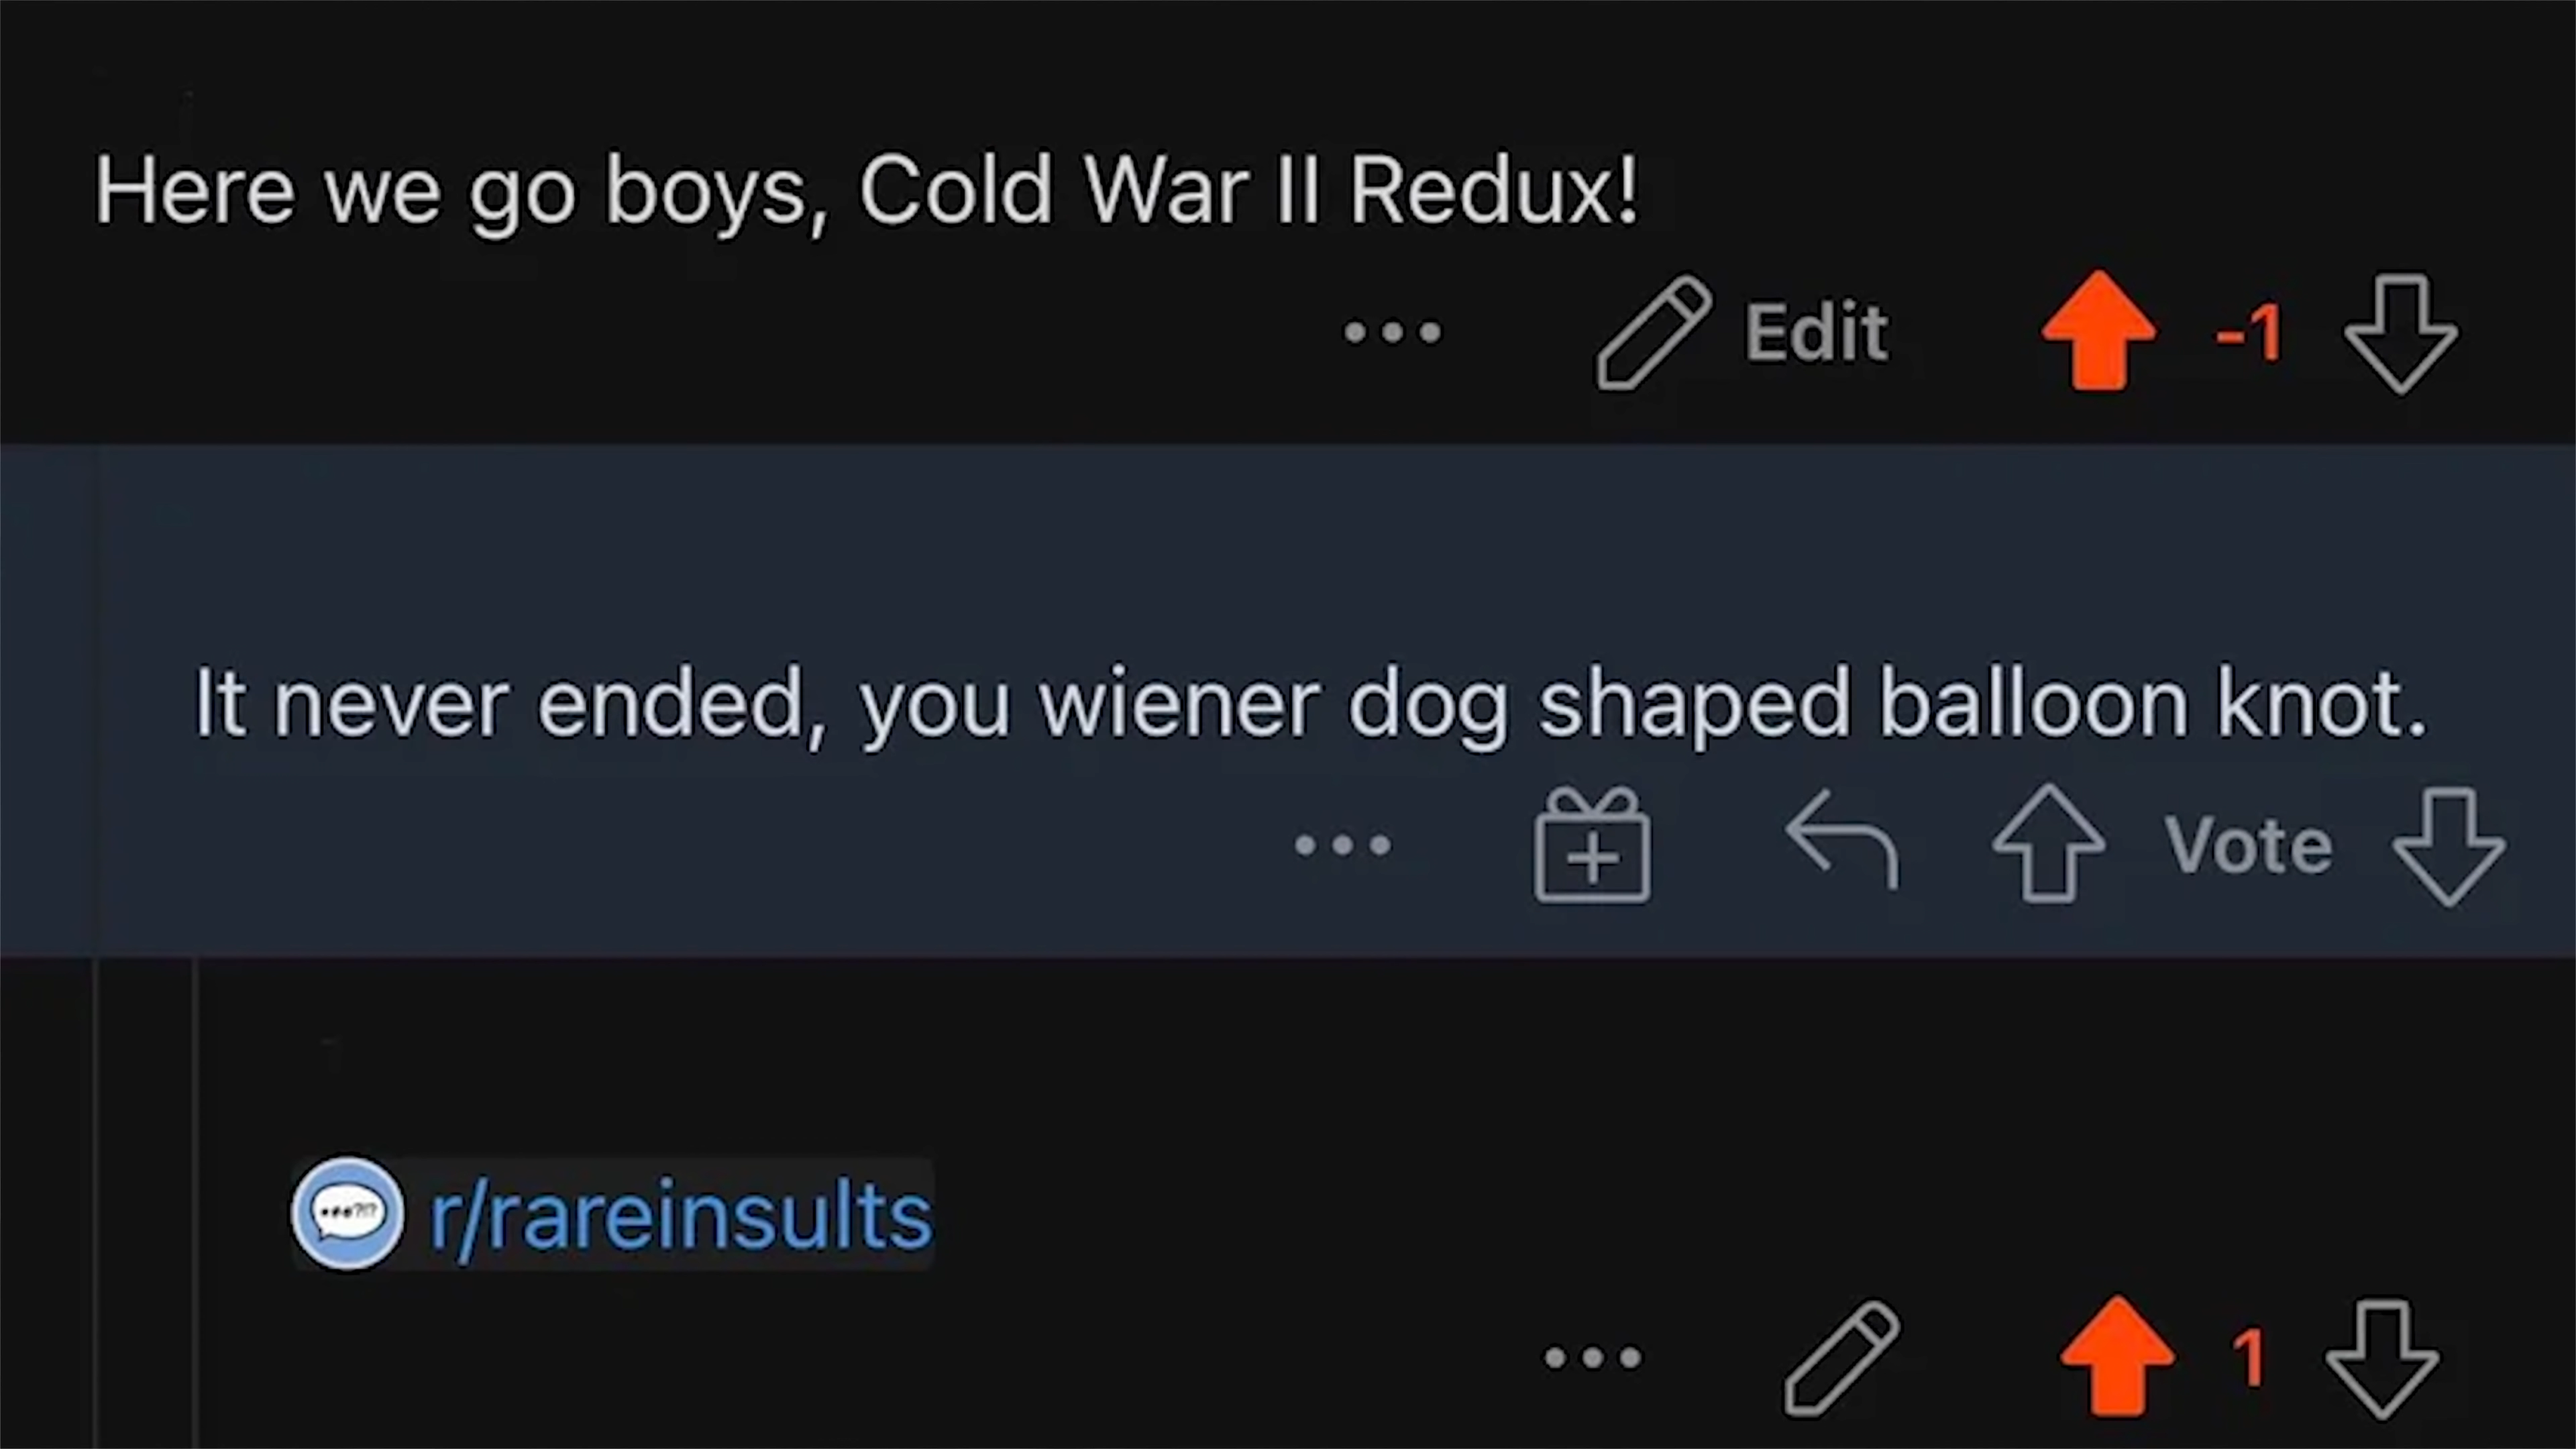 Here we go boys, Cold War II Redux!
Edit -1
It never ended, you wiener dog shaped balloon knot.
Vote
r/rareinsults
1